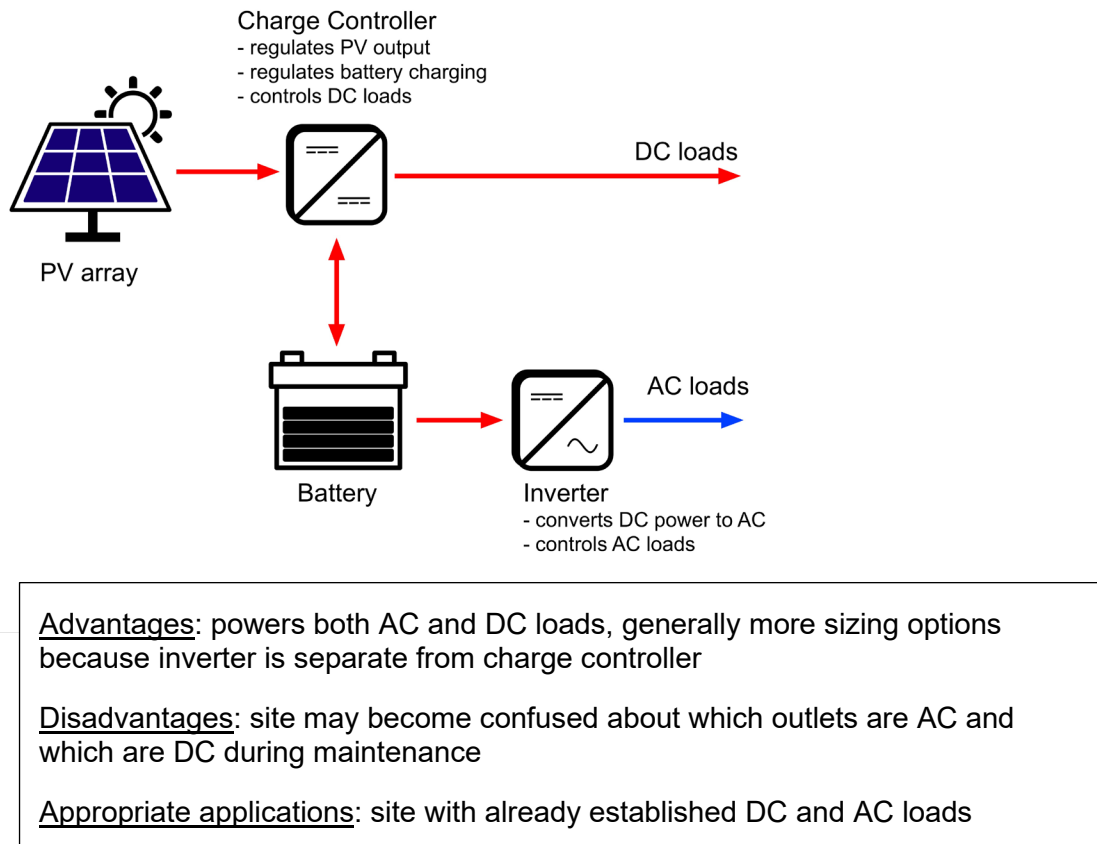 Charge Controller
- regulates PV output
- regulates battery charging
- controls DC loads
DC loads
PV array
AC loads
Battery
Inverter
- converts DC power to AC
- controls AC loads
Advantages: powers both AC and DC loads, generally more sizing options
because inverter is separate from charge controller
Disadvantages: site may become confused about which outlets are AC and
which are DC during maintenance
Appropriate applications: site with already established DC and AC loads